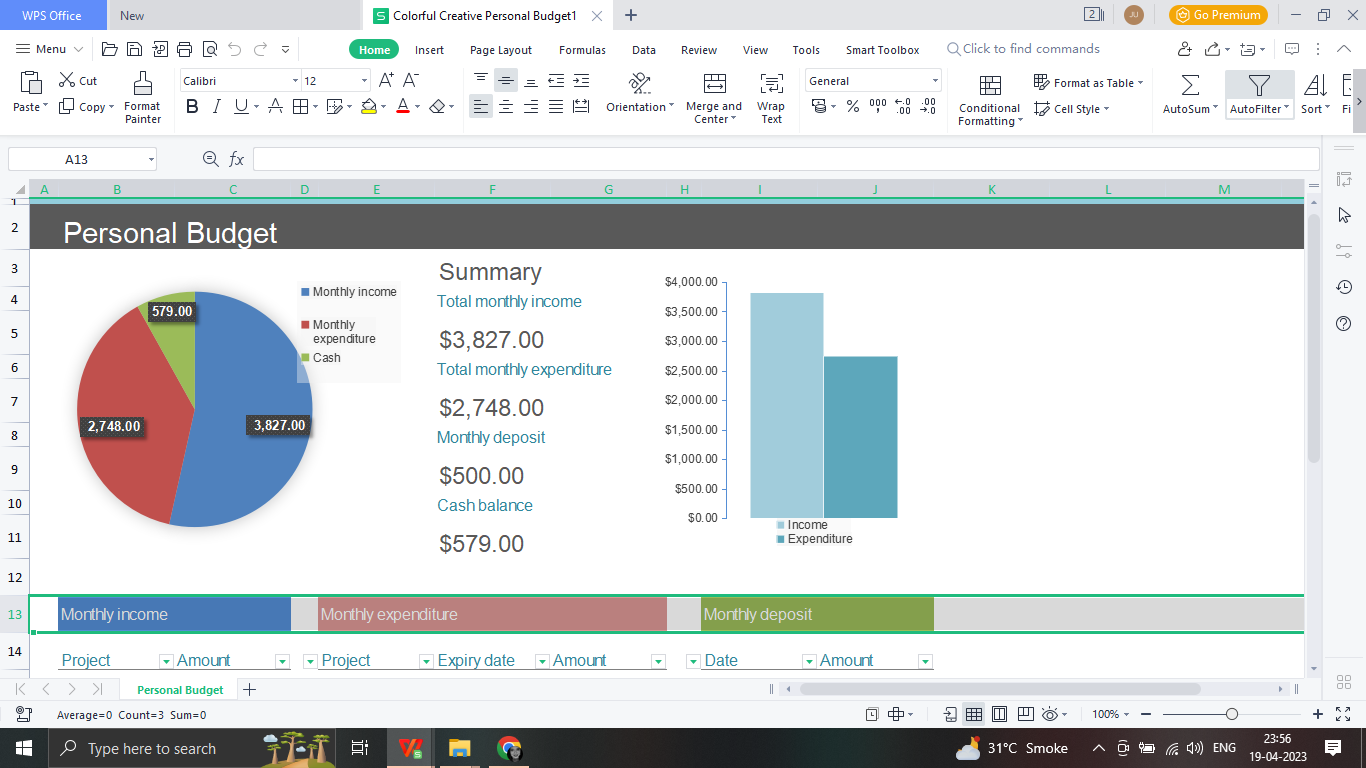 WPS Office New Colorful Creative Personal Budget1 2 JU Go Premium
Menu Home Insert Page Layout Formulas Data Review View Tools Smart Toolbox Click to find commands
Cut Calibri 12 General Format as Table
Paste Copy Format Painter B I U A A Orientation Merge and Center Wrap Text Conditional Formatting Cell Style AutoSum AutoFilter Sort Fi
A13 fx
A B C D E F G H I J K L M
1
2 Personal Budget
3 Summary
4 Total monthly income
5 $3,827.00
6 Total monthly expenditure
7 $2,748.00
8 Monthly deposit
9 $500.00
10 Cash balance
11 $579.00
12
579.00
2,748.00
3,827.00
Monthly income
Monthly
expenditure
Cash
$4,000.00
$3,500.00
$3,000.00
$2,500.00
$2,000.00
$1,500.00
$1,000.00
$500.00
$0.00
Income
Expenditure
13 Monthly income Monthly expenditure Monthly deposit
14 Project Amount Project Expiry date Amount Date Amount
Personal Budget
Average=0 Count=3 Sum=0 100%
Type here to search 31°C Smoke ENG 23:56
19-04-2023